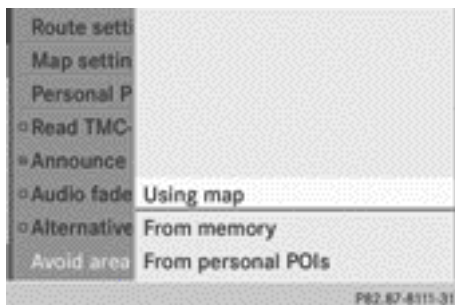 Route setti
Map settin
Personal P
Read TMC-
Announce
Audio fade
Using map
Alternative
From memory
Avoid area
From personal POIs
P82.87-8111-31